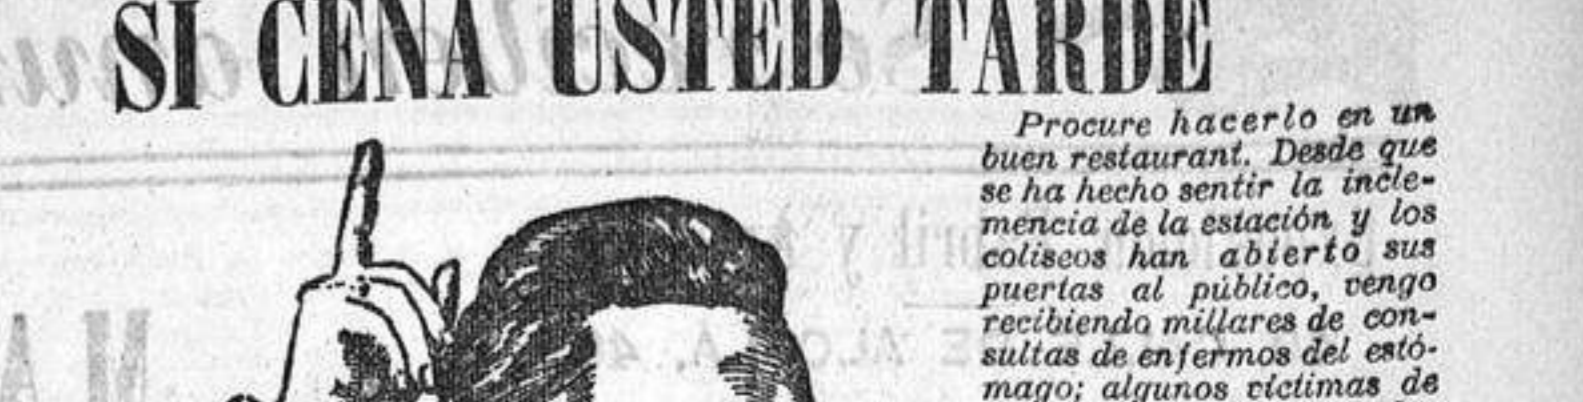 SI CENA USTED TARDE
Procure hacerlo en un
buen restaurant. Desde que
se ha hecho sentir la incle-
mencia de la estación y los
coliseos han abierto sus
puertas al público, vengo
recibiendo millares de con-
sultas de enfermos del estó-
mago; algunos víctimas de